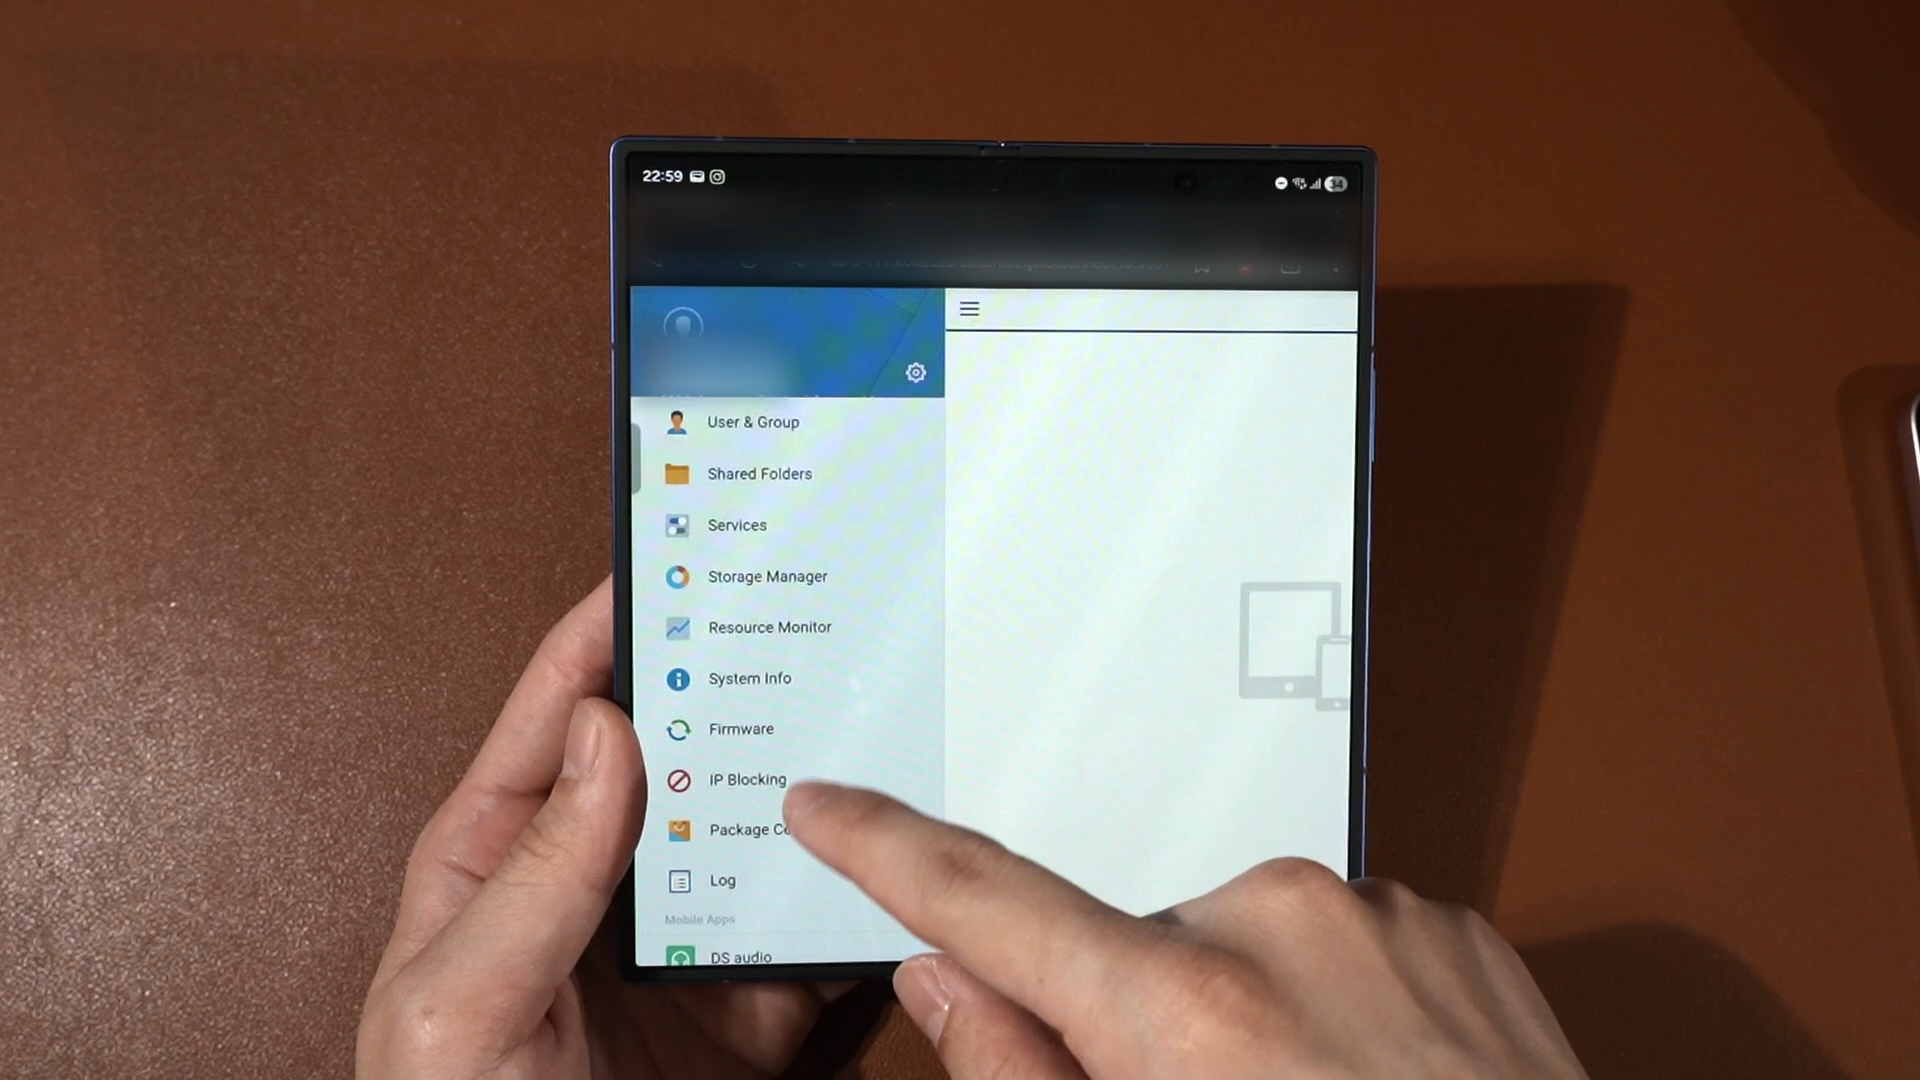 22:59
34
User & Group
Shared Folders
Services
Storage Manager
Resource Monitor
System Info
Firmware
IP Blocking
Package
Log
Mobile Apps
DS audio